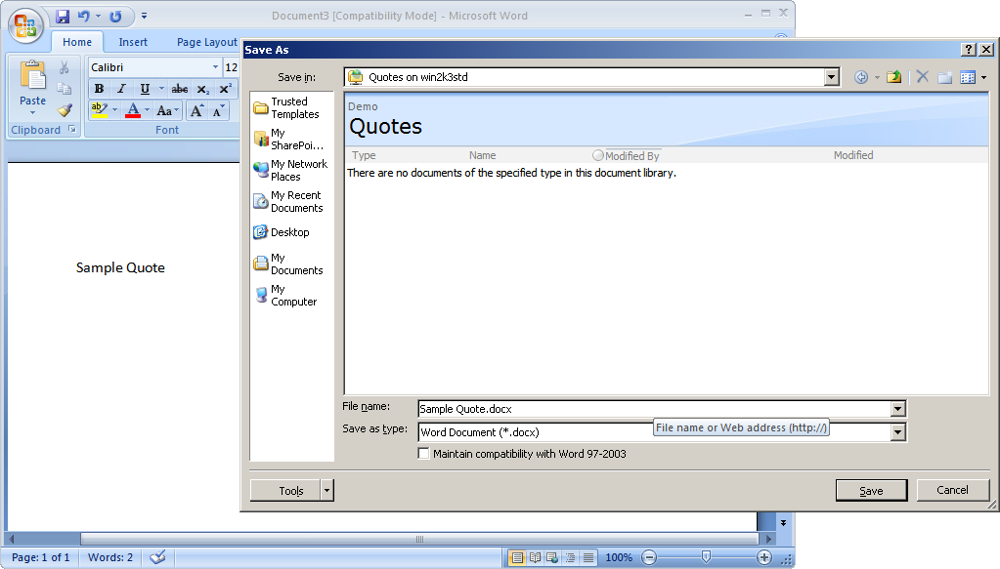 Document3 [Compatibility Mode] - Microsoft Word
Home Insert Page Layout
Calibri 12
Paste
B I U abc x₂ x²
ab A Aa A A
Clipboard Font
Sample Quote
Save As
Save in: Quotes on win2k3std
Trusted
Templates
My
SharePoi...
My Network
Places
My Recent
Documents
Desktop
My
Documents
My
Computer
Demo
Quotes
Type Name Modified By Modified
There are no documents of the specified type in this document library.
File name: Sample Quote.docx
Save as type: Word Document (*.docx)
File name or Web address (http://)
Maintain compatibility with Word 97-2003
Tools Save Cancel
Page: 1 of 1 Words: 2 100%